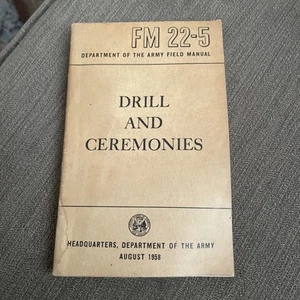 FM 22-5
DEPARTMENT OF THE ARMY FIELD MANUAL
DRILL
AND
CEREMONIES
HEADQUARTERS, DEPARTMENT OF THE ARMY
AUGUST 1958